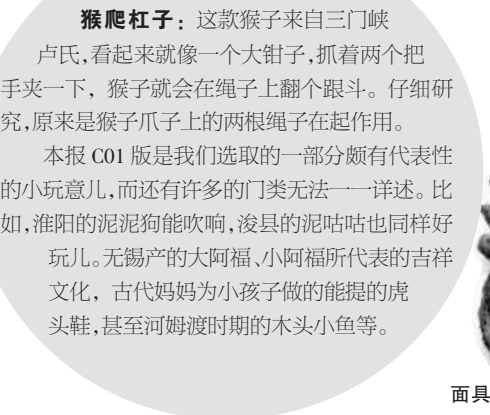 猴爬杠子：这款猴子来自三门峡
卢氏,看起来就像一个大钳子,抓着两个把
手夹一下，猴子就会在绳子上翻个跟斗。仔细研
究,原来是猴子爪子上的两根绳子在起作用。
本报 C01 版是我们选取的一部分颇有代表性
的小玩意儿,而还有许多的门类无法一一详述。比
如,淮阳的泥泥狗能吹响,浚县的泥咕咕也同样好
玩儿。无锡产的大阿福、小阿福所代表的吉祥
文化，古代妈妈为小孩子做的能提的虎
头鞋,甚至河姆渡时期的木头小鱼等。
面具